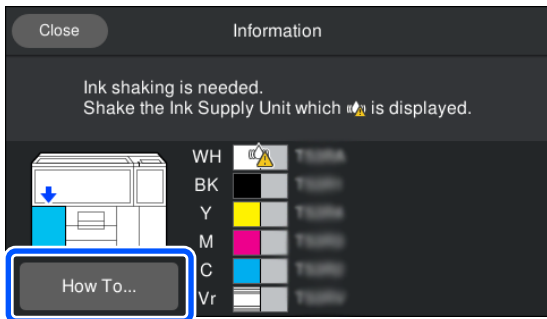 Close
Information
Ink shaking is needed.
Shake the Ink Supply Unit which is displayed.
WH
BK
Y
M
C
Vr
How To...